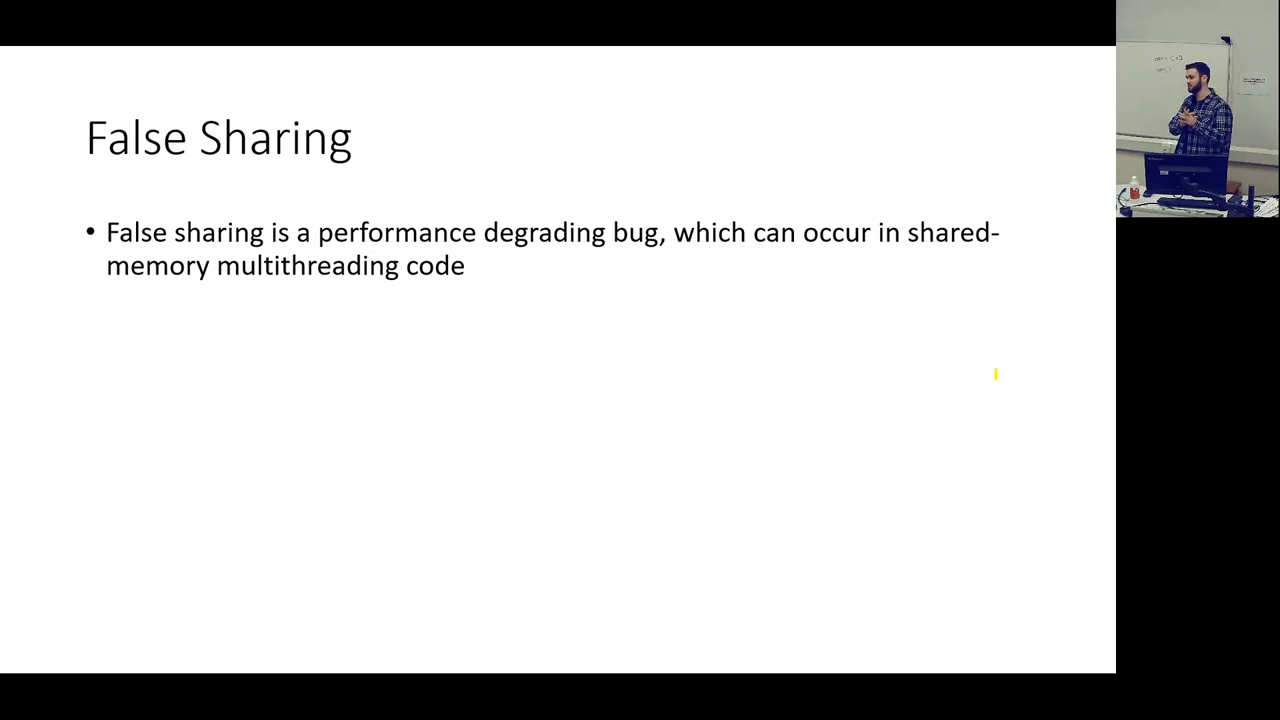 False Sharing
• False sharing is a performance degrading bug, which can occur in shared-
memory multithreading code